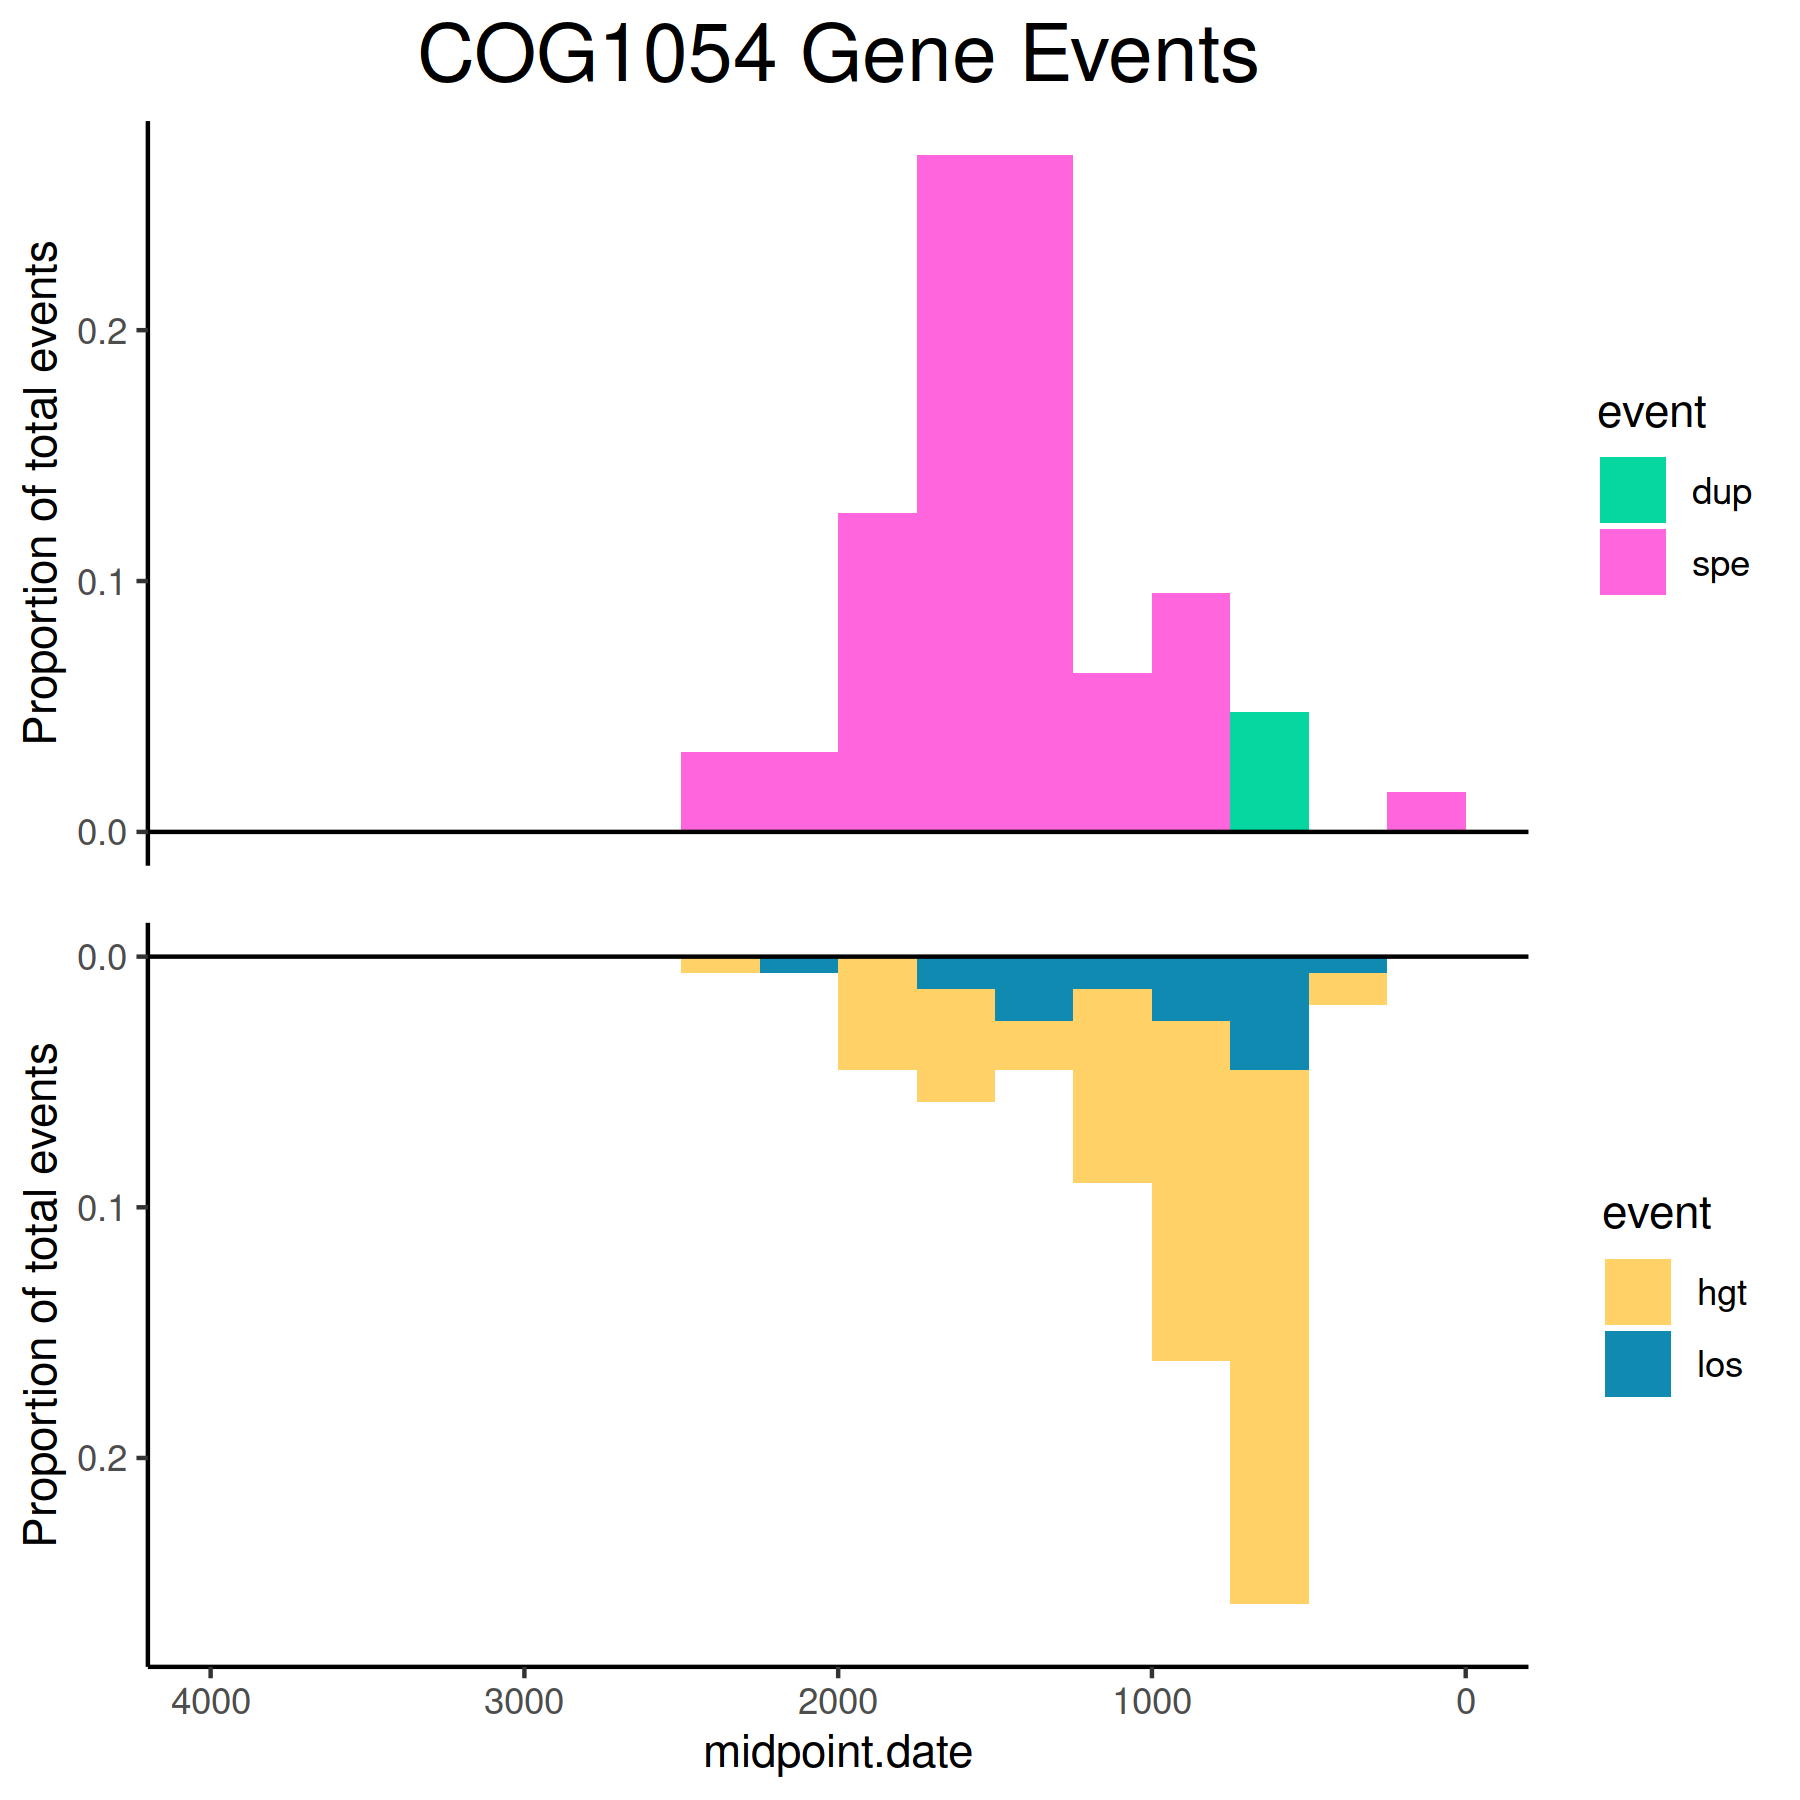 COG1054 Gene Events
Proportion of total events
0.2
0.1
0.0
event
dup
spe
Proportion of total events
0.0
0.1
0.2
event
hgt
los
4000 3000 2000 1000 0
midpoint.date